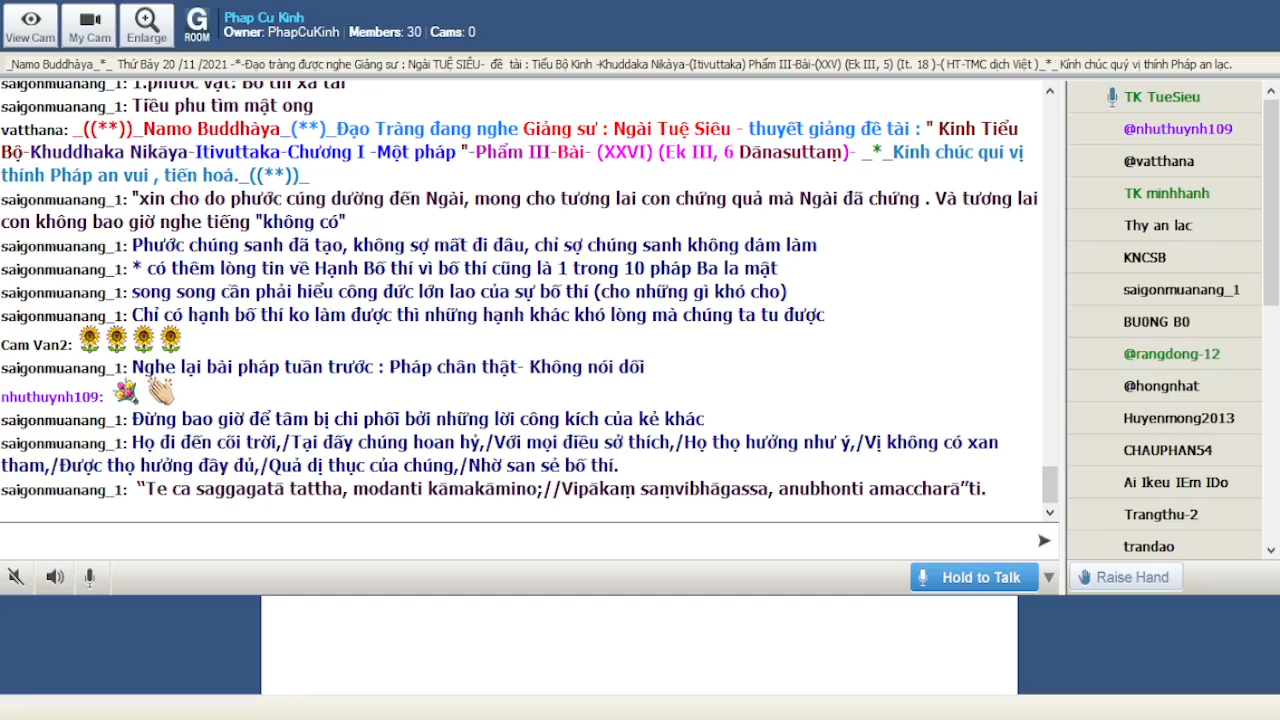 View Cam
My Cam
Enlarge
G
ROOM
Phap Cu Kinh
Owner: PhapCuKinh | Members: 30 | Cams: 0
_Namo Buddhàya_*_ Thứ Bảy 20 /11 /2021 -*-Đạo tràng được nghe Giảng sư : Ngài TUỆ SIÊU- đề tài : Tiểu Bộ Kinh -Khuddaka Nikàya-(Itivuttaka) Phẩm III-Bài-(XXV) (Ek III, 5) (It. 18 )-( HT-TMC dịch Việt )_*_Kính chúc quý vị thính Pháp an lạc.
saigonmuanang_1: 1.phước vật: Bố thí xả tài
saigonmuanang_1: Tiều phu tìm mật ong
vatthana: _((**))_Namo Buddhàya_(**)_Đạo Tràng đang nghe Giảng sư : Ngài Tuệ Siêu - thuyết giảng đề tài : " Kinh Tiểu
Bộ-Khuddhaka Nikāya-Itivuttaka-Chương I -Một pháp "-Phẩm III-Bài- (XXVI) (Ek III, 6 Dānasuttaṃ)- _*_Kính chúc quí vị
thính Pháp an vui , tiến hoá._((**))_
saigonmuanang_1: "xin cho do phước cúng dường đến Ngài, mong cho tương lai con chứng quả mà Ngài đã chứng . Và tương lai
con không bao giờ nghe tiếng "không có"
saigonmuanang_1: Phước chúng sanh đã tạo, không sợ mất đi đâu, chỉ sợ chúng sanh không dám làm
saigonmuanang_1: * có thêm lòng tin về Hạnh Bố thí vì bố thí cũng là 1 trong 10 pháp Ba la mật
saigonmuanang_1: song song cần phải hiểu công đức lớn lao của sự bố thí (cho những gì khó cho)
saigonmuanang_1: Chỉ có hạnh bố thí ko làm được thì những hạnh khác khó lòng mà chúng ta tu được
Cam Van2:
saigonmuanang_1: Nghe lại bài pháp tuần trước : Pháp chân thật- Không nói dối
nhuthuynh109:
saigonmuanang_1: Đừng bao giờ để tâm bị chi phối bởi những lời công kích của kẻ khác
saigonmuanang_1: Họ đi đến cõi trời,/Tại đấy chúng hoan hỷ,/Với mọi điều sở thích,/Họ thọ hưởng như ý,/Vị không có xan
tham,/Được thọ hưởng đầy đủ,/Quả dị thục của chúng,/Nhờ san sẻ bố thí.
saigonmuanang_1: “Te ca saggagatā tattha, modanti kāmakāmino;//Vipākaṃ saṃvibhāgassa, anubhonti amaccharā”ti.
TK TueSieu
@nhuthuynh109
@vatthana
TK minhhanh
Thy an lac
KNCSB
saigonmuanang_1
BU0NG B0
@rangdong-12
@hongnhat
Huyenmong2013
CHAUPHAN54
Ai Ikeu IEm IDo
Trangthu-2
trandao
Hold to Talk
Raise Hand